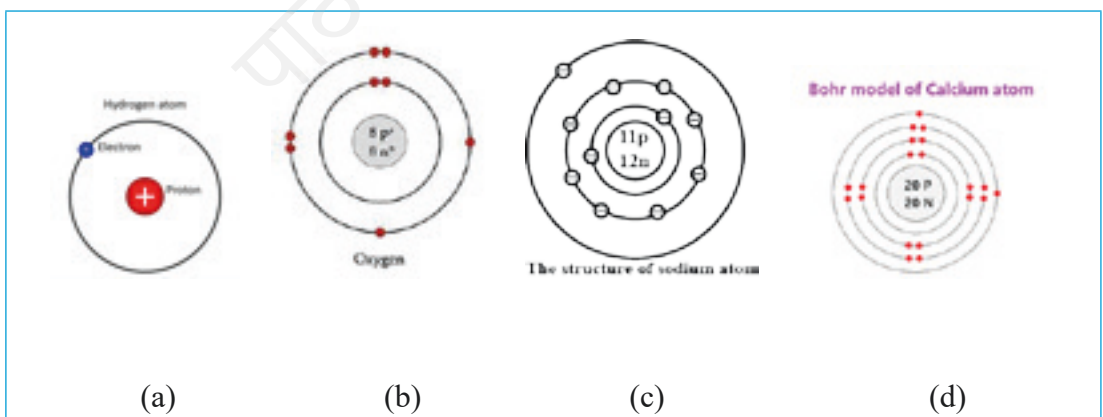 Hydrogen atom
Electron
Proton
+
8 p⁺
Oxygen
11p
12n
The structure of sodium atom
Bohr model of Calcium atom
20 P
20 N
(a) (b) (c) (d)